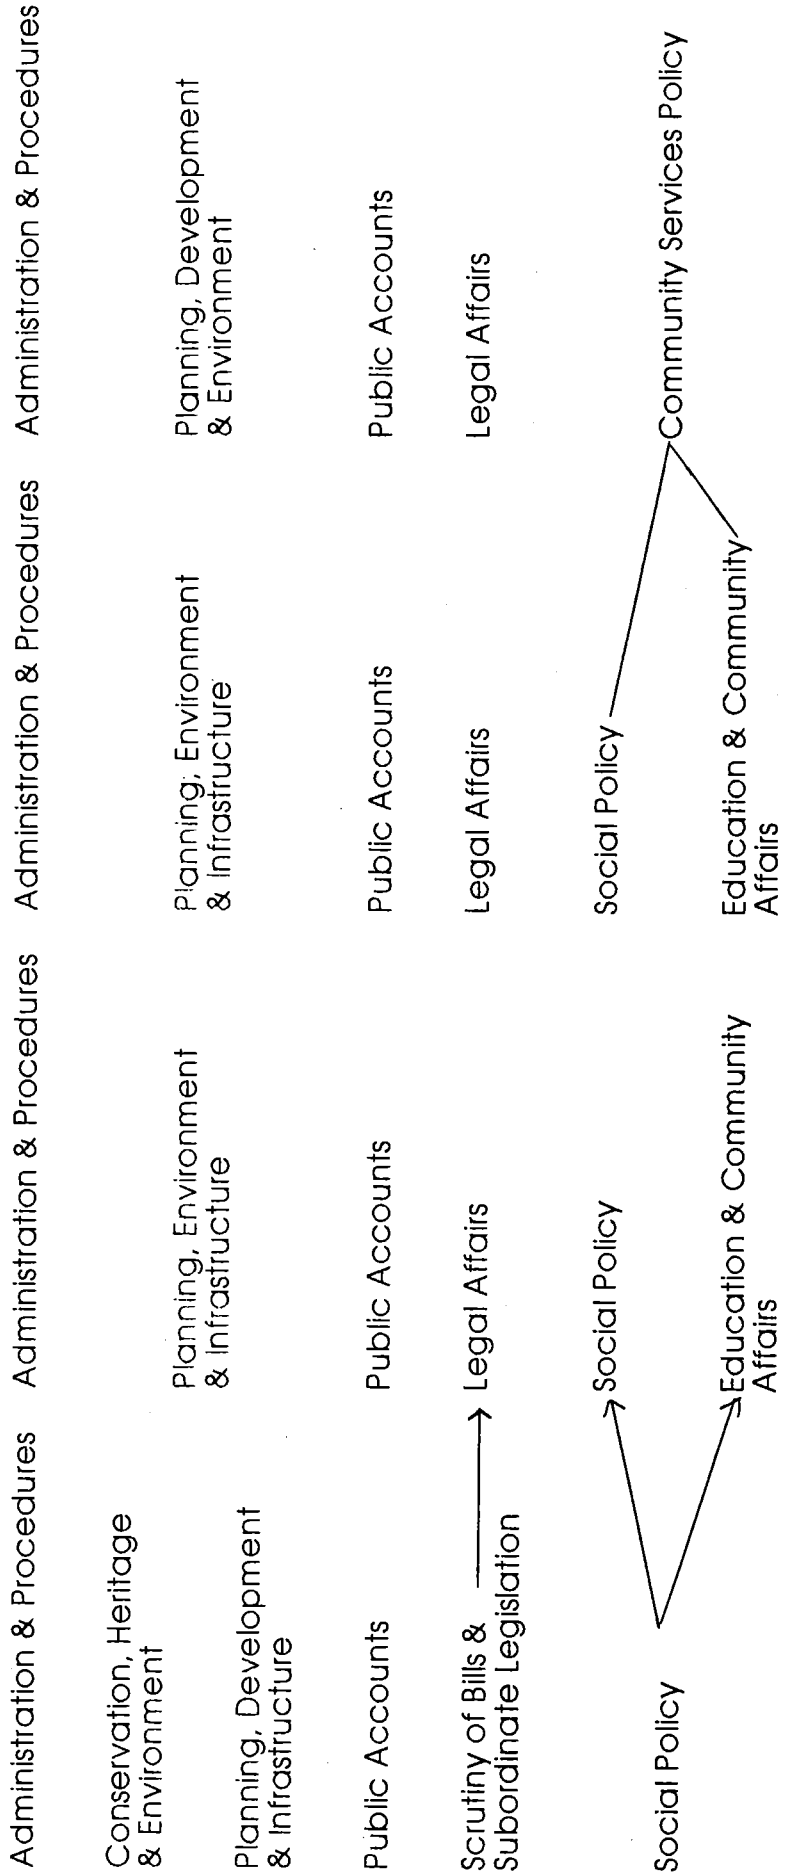 Administration & Procedures
Conservation, Heritage
& Environment
Planning, Development
& Infrastructure
Public Accounts
Scrutiny of Bills &
Subordinate Legislation
Social Policy
Administration & Procedures
Planning, Environment
& Infrastructure
Public Accounts
Legal Affairs
Social Policy
Education & Community
Affairs
Administration & Procedures
Planning, Environment
& Infrastructure
Public Accounts
Legal Affairs
Social Policy
Education & Community
Affairs
Administration & Procedures
Planning, Development
& Environment
Public Accounts
Legal Affairs
Community Services Policy